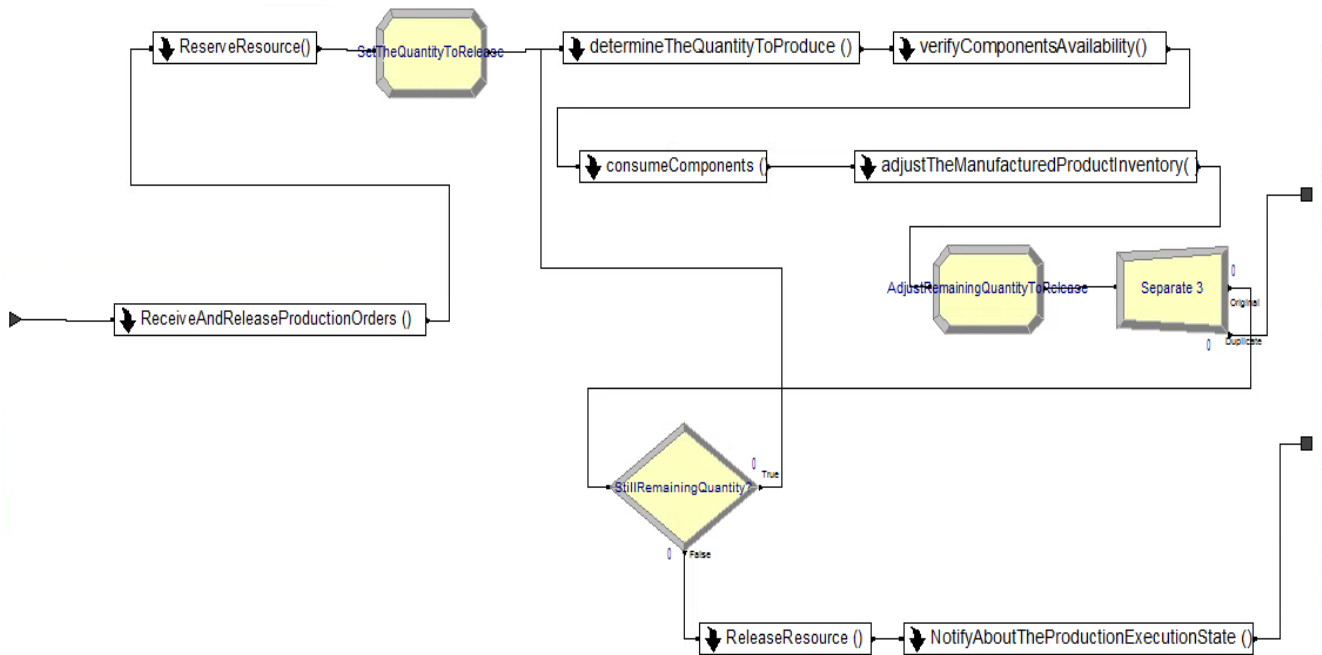 ReserveResource()
SetTheQuantityToRelease
determineTheQuantityToProduce ()
verifyComponentsAvailability()
consumeComponents ()
adjustTheManufacturedProductInventory( )
AdjustRemainingQuantityToRelease
Separate 3
0
Original
0
Duplicate
ReceiveAndReleaseProductionOrders ()
StillRemainingQuantity?
0
True
0
False
ReleaseResource ()
NotifyAboutTheProductionExecutionState ()